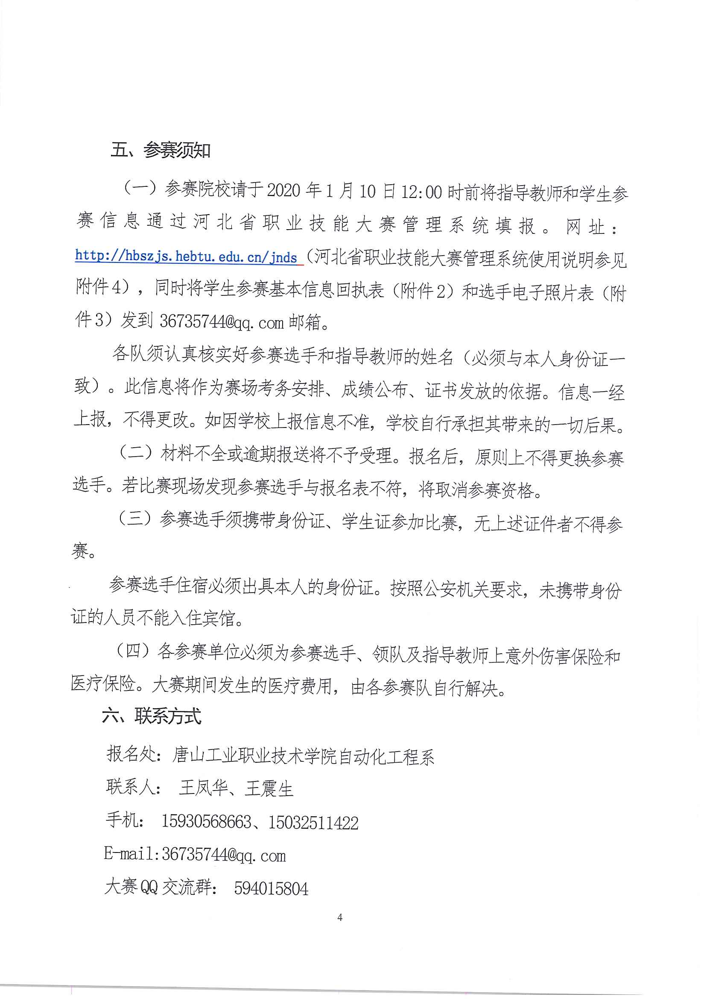 五、参赛须知
（一）参赛院校请于2020 年1 月10 日12:00 时前将指导教师和学生参
赛信息通过河北省职业技能大赛管理系统填报。网址：
http://hbszjs.hebtu.edu.cn/jnds（河北省职业技能大赛管理系统使用说明参见
附件4），同时将学生参赛基本信息回执表（附件2）和选手电子照片表（附
件3）发到 36735744@qq.com 邮箱。
各队须认真核实好参赛选手和指导教师的姓名（必须与本人身份证一
致）。此信息将作为赛场考务安排、成绩公布、证书发放的依据。信息一经
上报，不得更改。如因学校上报信息不准，学校自行承担其带来的一切后果。
（二）材料不全或逾期报送将不予受理。报名后，原则上不得更换参赛
选手。若比赛现场发现参赛选手与报名表不符，将取消参赛资格。
（三）参赛选手须携带身份证、学生证参加比赛，无上述证件者不得参
赛。
参赛选手住宿必须出具本人的身份证。按照公安机关要求，未携带身份
证的人员不能入住宾馆。
（四）各参赛单位必须为参赛选手、领队及指导教师上意外伤害保险和
医疗保险。大赛期间发生的医疗费用，由各参赛队自行解决。
六、联系方式
报名处：唐山工业职业技术学院自动化工程系
联系人： 王凤华、王震生
手机： 15930568663、15032511422
E-mail:36735744@qq.com
大赛QQ 交流群： 594015804
4